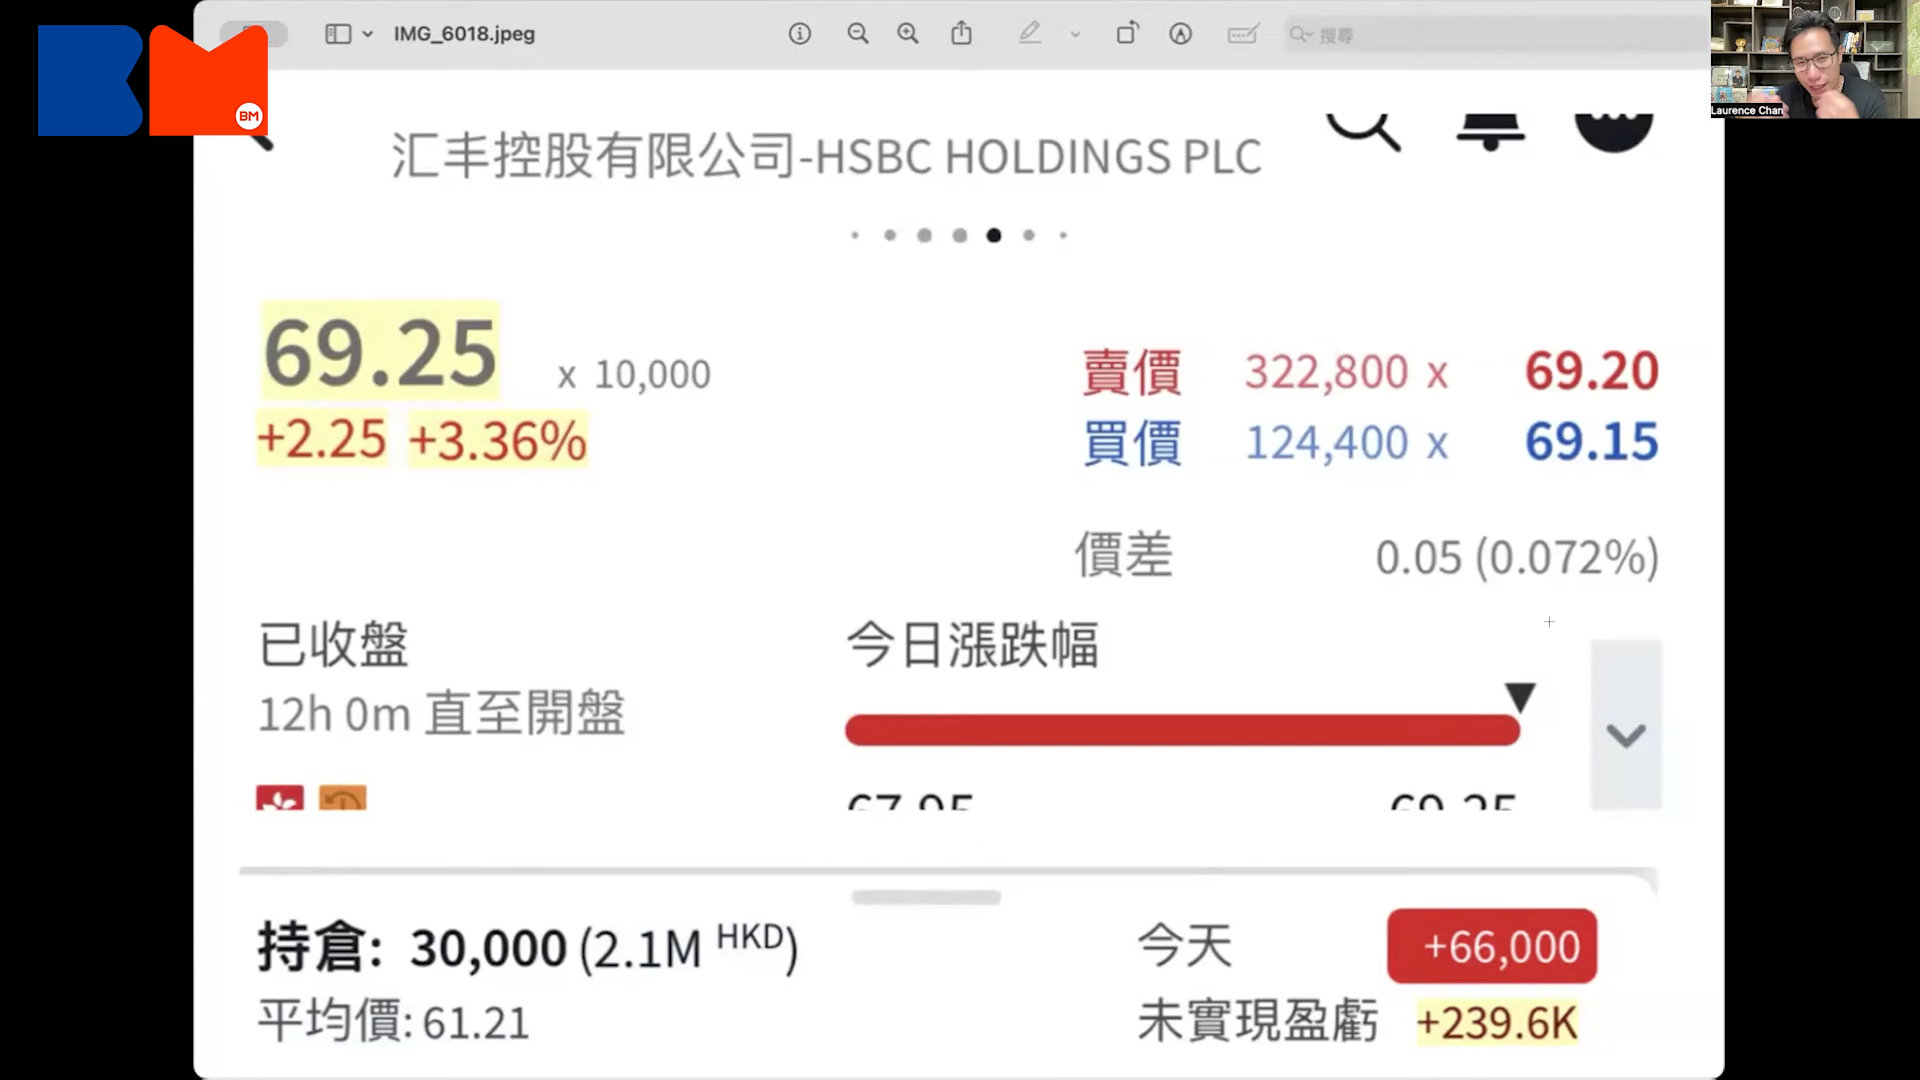 IMG_6018.jpeg
搜尋
BM
Laurence Chan
汇丰控股有限公司-HSBC HOLDINGS PLC
69.25 x 10,000
+2.25 +3.36%
賣價 322,800 x 69.20
買價 124,400 x 69.15
價差 0.05 (0.072%)
已收盤
12h 0m 直至開盤
今日漲跌幅
持倉: 30,000 (2.1M HKD)
平均價: 61.21
今天 +66,000
未實現盈虧 +239.6K